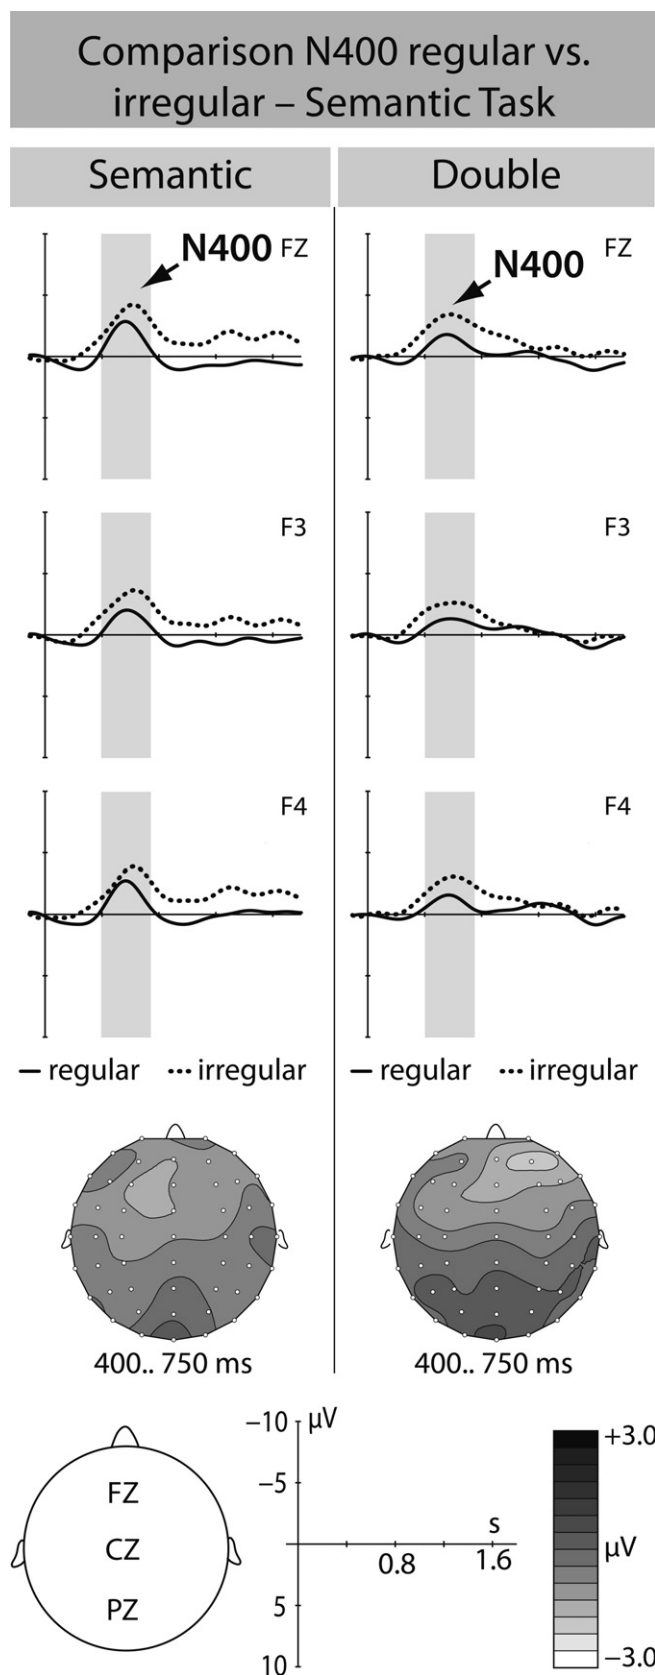 Comparison N400 regular vs.
irregular – Semantic Task
Semantic
Double
N400 FZ
N400 FZ
F3
F3
F4
F4
regular irregular
regular irregular
400.. 750 ms
400.. 750 ms
FZ
CZ
PZ
−10 µV
−5
s
0.8 1.6
5
10
+3.0
µV
−3.0